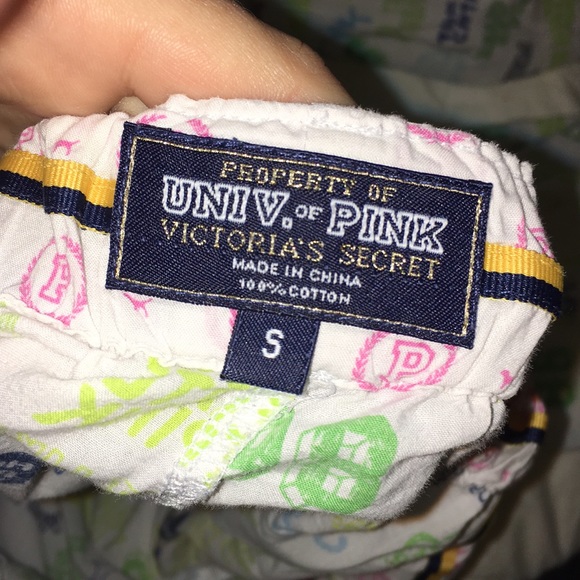 PROPERTY OF
UNIV. OF PINK
VICTORIA'S SECRET
MADE IN CHINA
100% COTTON
S
P
P